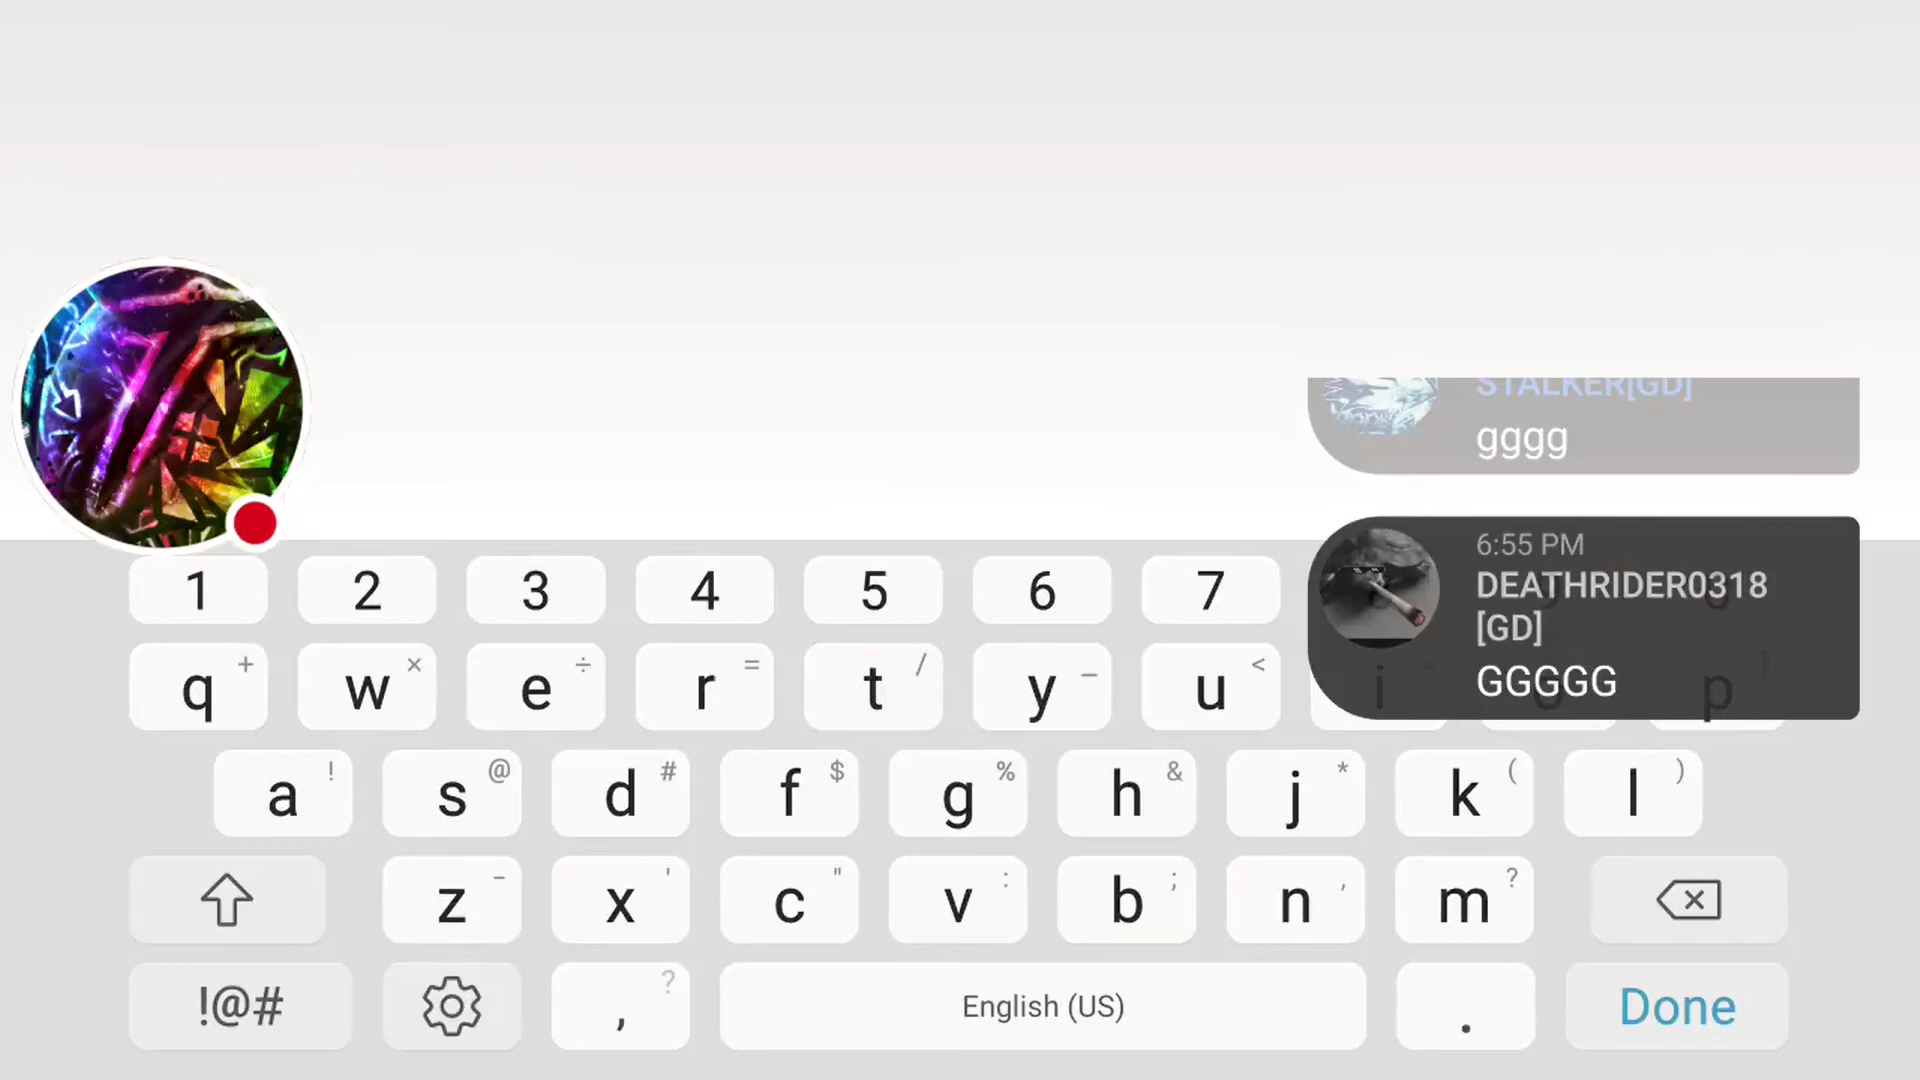 STALKER[GD]
gggg
6:55 PM
DEATHRIDER0318
[GD]
GGGGG
1 2 3 4 5 6 7
q + w × e ÷ r = t / y _ u < i o p
a ! s @ d # f $ g % h & j * k ( l )
z - x ' c " v : b ; n , m ?
!@# , ? English (US) . Done